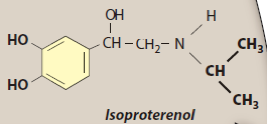 OH
H
HO
CH–CH₂–N
CH₃
CH
HO
CH₃
Isoproterenol